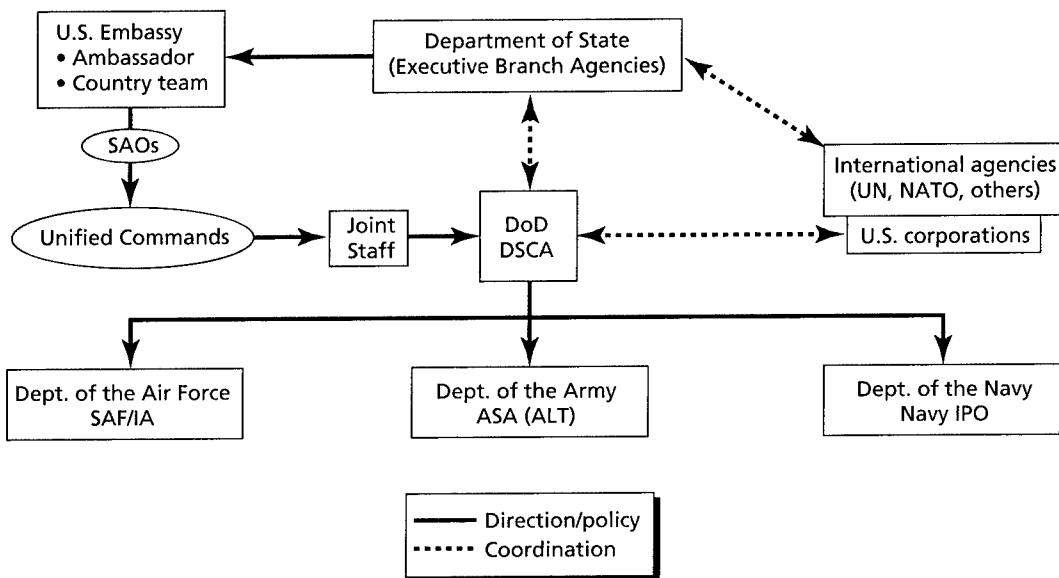 U.S. Embassy
• Ambassador
• Country team
Department of State
(Executive Branch Agencies)
SAOs
International agencies
(UN, NATO, others)
U.S. corporations
Unified Commands
Joint
Staff
DoD
DSCA
Dept. of the Air Force
SAF/IA
Dept. of the Army
ASA (ALT)
Dept. of the Navy
Navy IPO
Direction/policy
Coordination